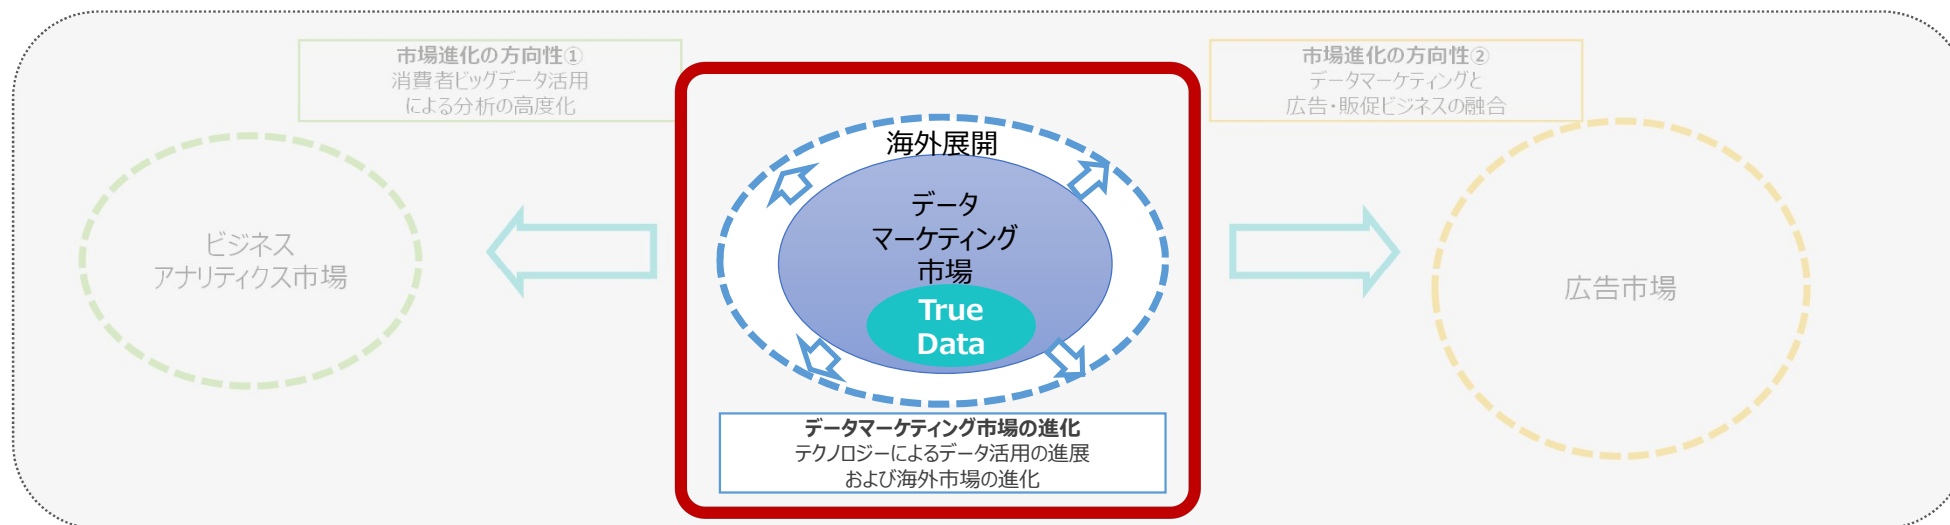 市場進化の方向性①
消費者ビッグデータ活用
による分析の高度化
ビジネス
アナリティクス市場
海外展開
データ
マーケティング
市場
True
Data
データマーケティング市場の進化
テクノロジーによるデータ活用の進展
および海外市場の進化
市場進化の方向性②
データマーケティングと
広告・販促ビジネスの融合
広告市場